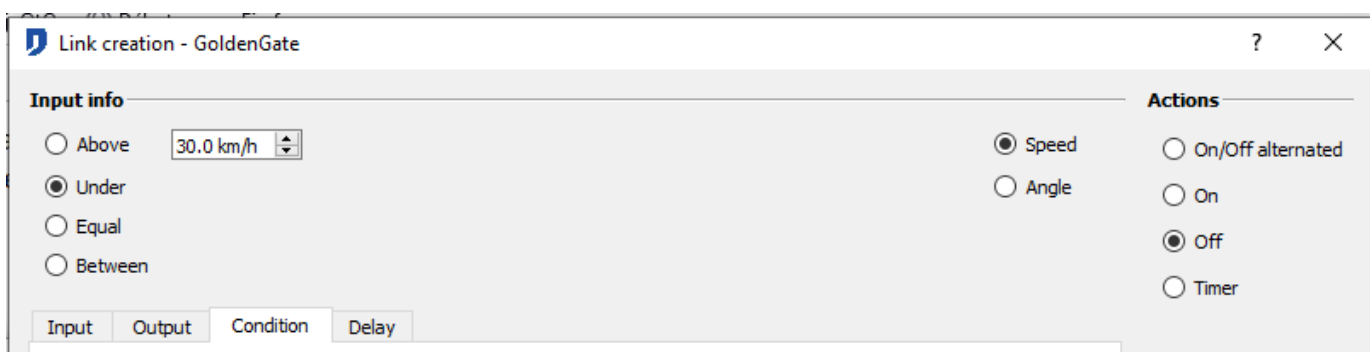 Link creation - GoldenGate
?
Input info
Actions
Above
30.0 km/h
Speed
On/Off alternated
Under
Angle
On
Equal
Off
Between
Timer
Input
Output
Condition
Delay